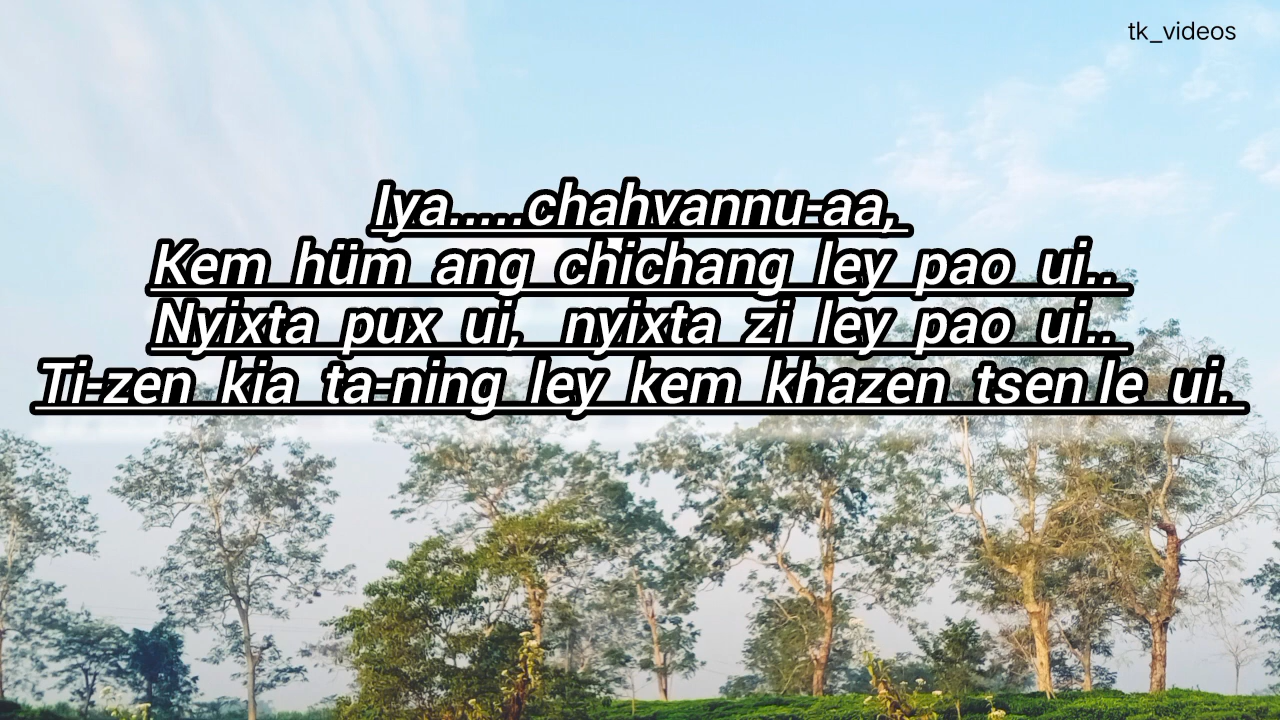 tk_videos
Iya.....chahvannu-aa,
Kem hüm ang chichang ley pao ui..
Nyixta pux ui, nyixta zi ley pao ui..
Ti-zen kia ta-ning ley kem khazen tsen le ui.